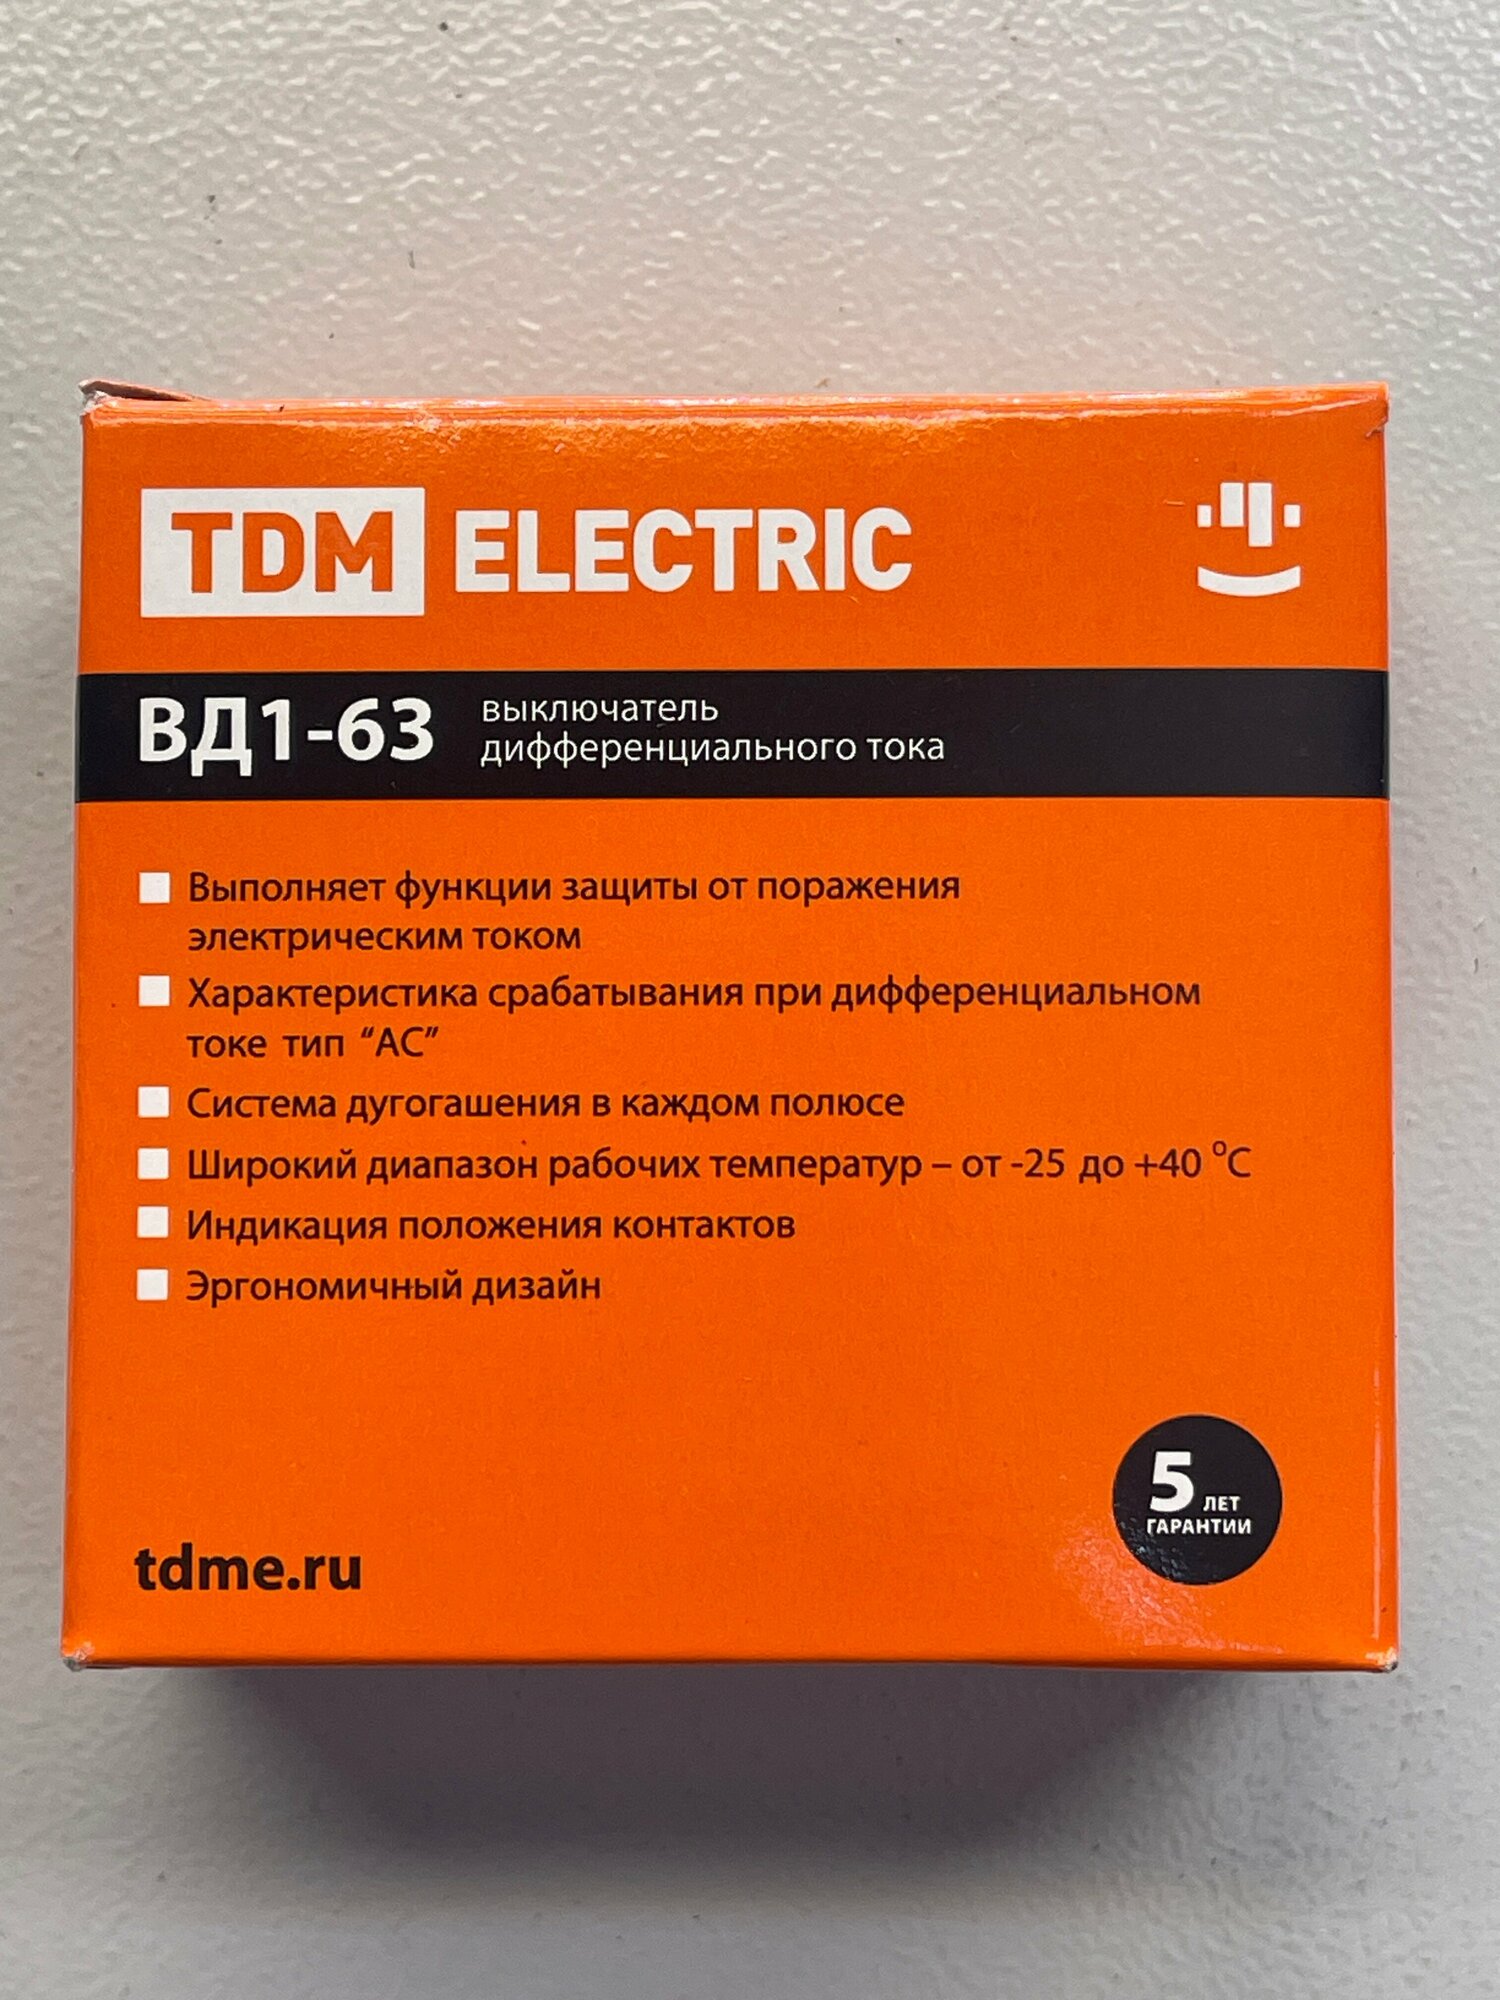 TDM ELECTRIC
ВД1-63
выключатель
дифференциального тока
Выполняет функции защиты от поражения
электрическим током
Характеристика срабатывания при дифференциальном
токе тип “АС”
Система дугогашения в каждом полюсе
Широкий диапазон рабочих температур – от -25 до +40 °С
Индикация положения контактов
Эргономичный дизайн
5 ЛЕТ
ГАРАНТИИ
tdme.ru